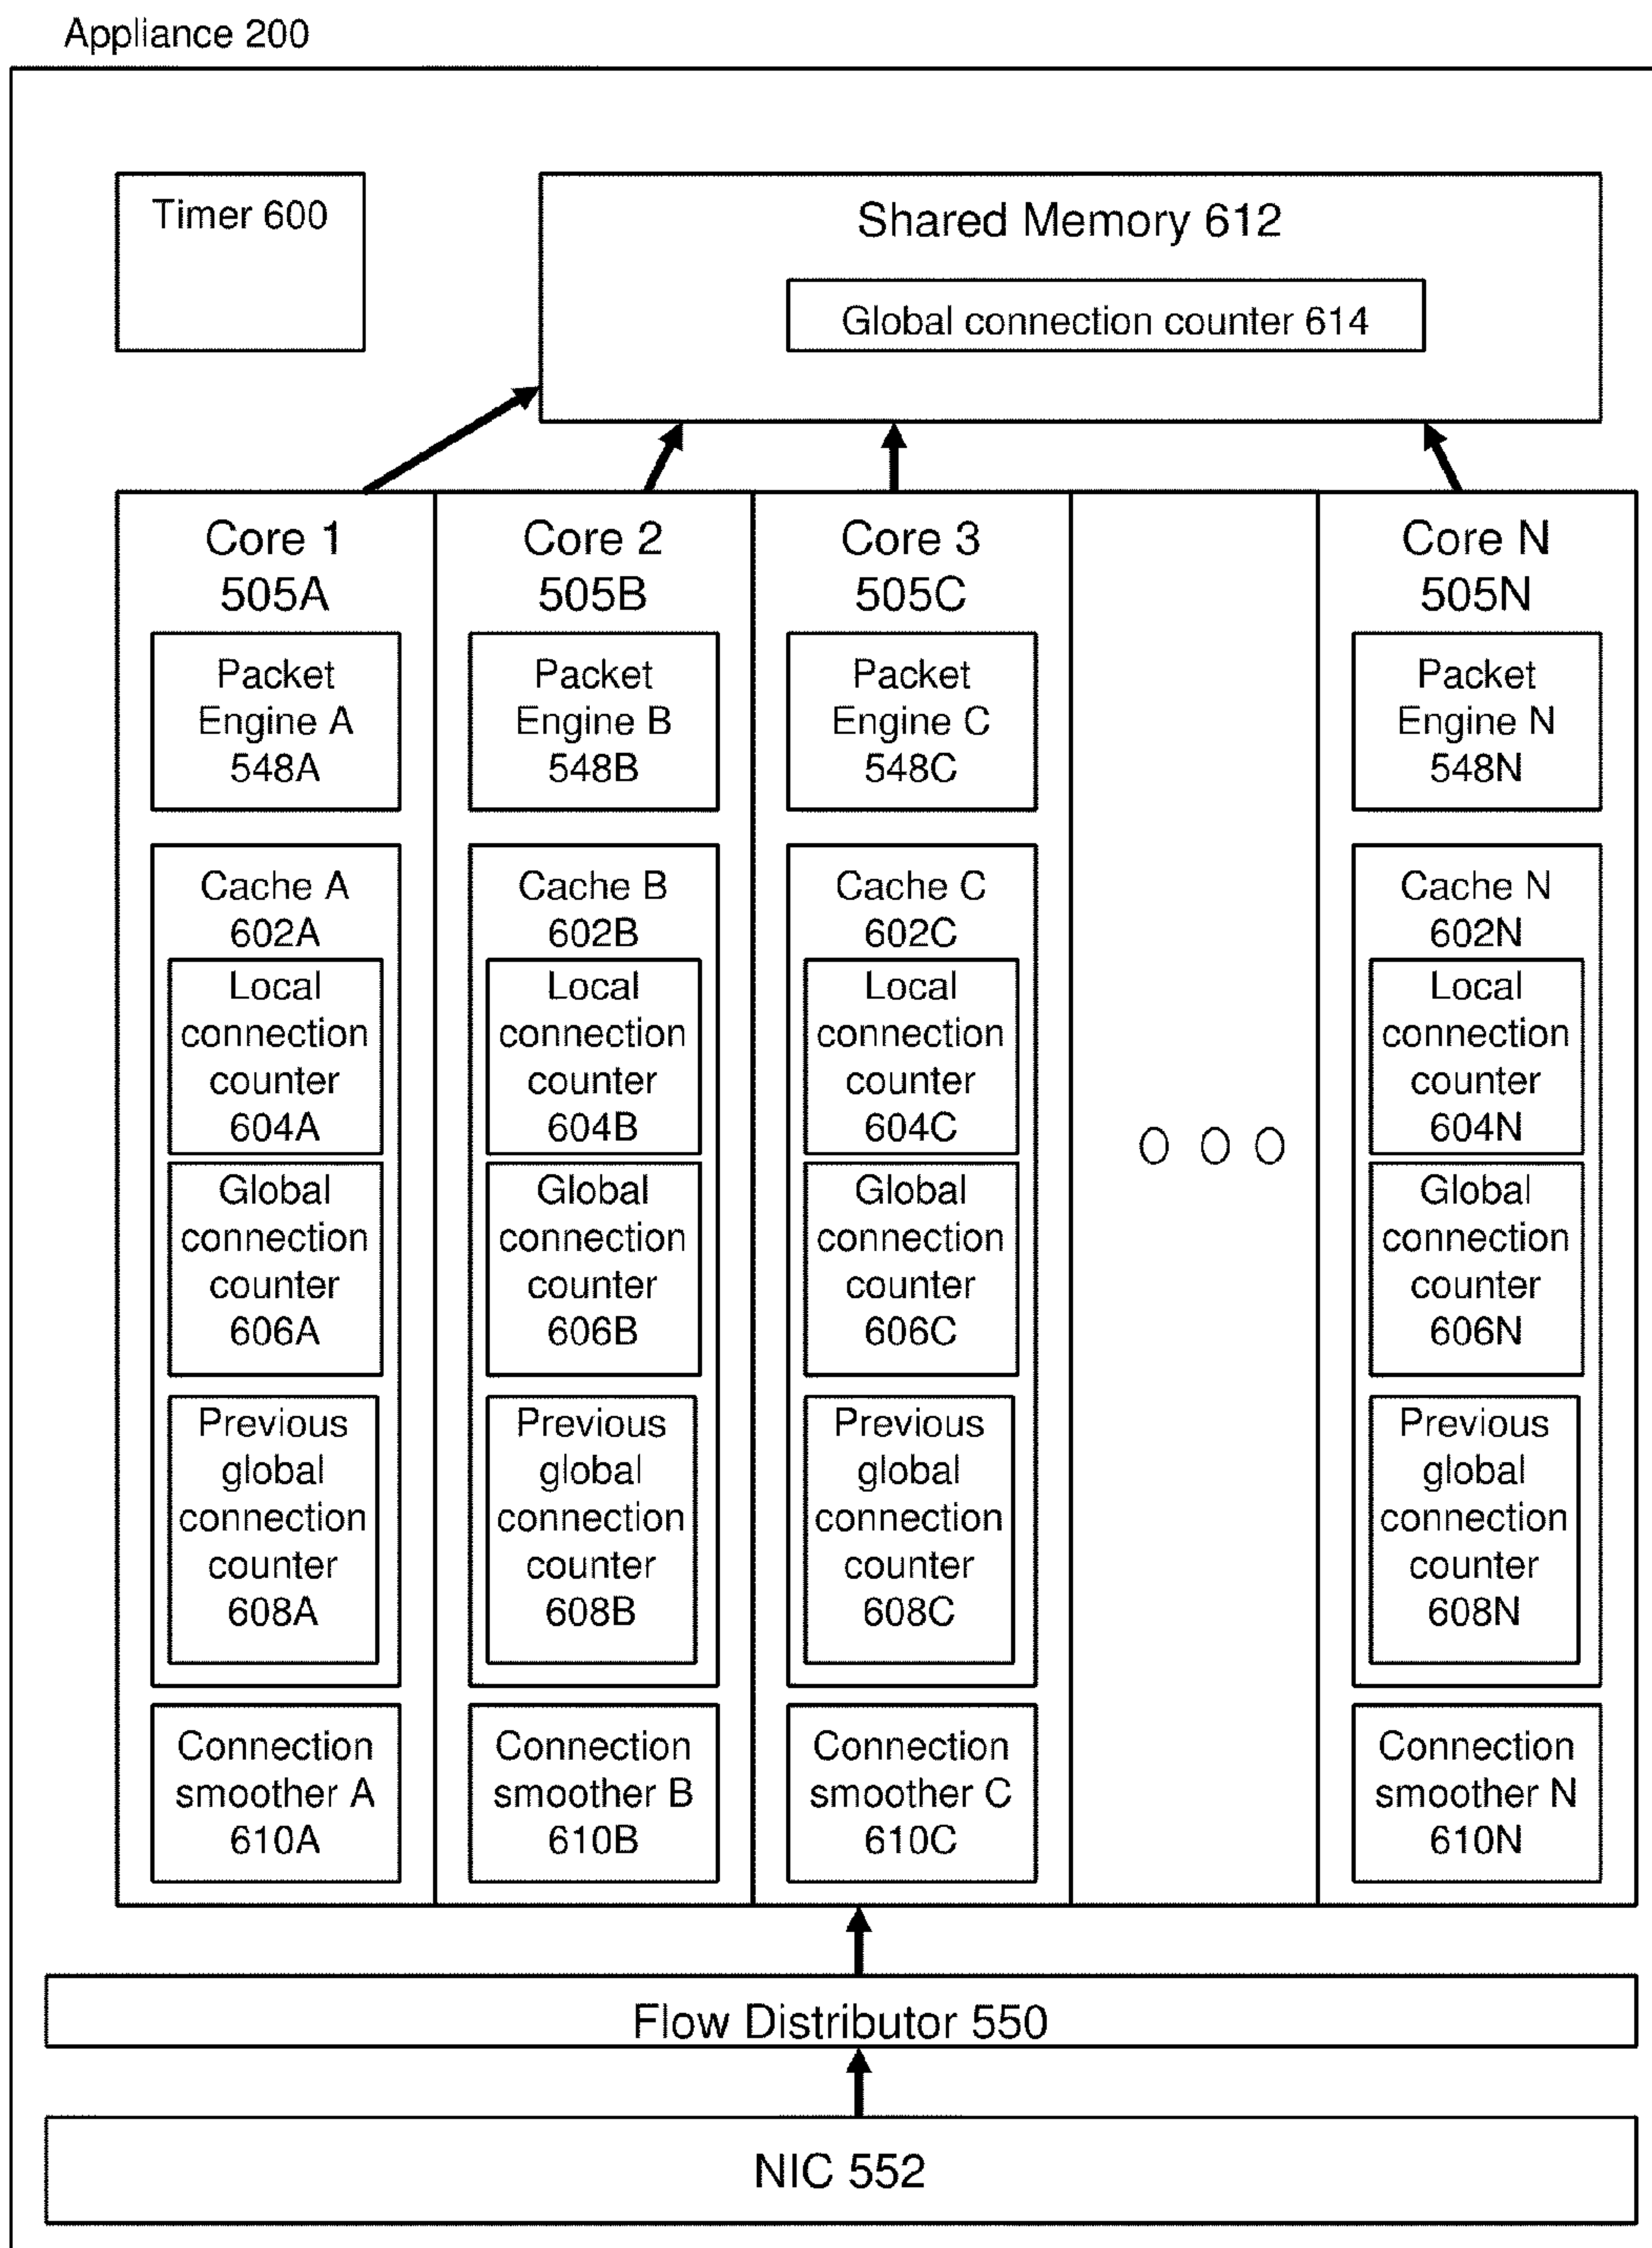 Appliance 200
Timer 600
Shared Memory 612
Global connection counter 614
Core 1
505A
Packet
Engine A
548A
Cache A
602A
Local
connection
counter
604A
Global
connection
counter
606A
Previous
global
connection
counter
608A
Connection
smoother A
610A
Core 2
505B
Packet
Engine B
548B
Cache B
602B
Local
connection
counter
604B
Global
connection
counter
606B
Previous
global
connection
counter
608B
Connection
smoother B
610B
Core 3
505C
Packet
Engine C
548C
Cache C
602C
Local
connection
counter
604C
Global
connection
counter
606C
Previous
global
connection
counter
608C
Connection
smoother C
610C
Core N
505N
Packet
Engine N
548N
Cache N
602N
Local
connection
counter
604N
Global
connection
counter
606N
Previous
global
connection
counter
608N
Connection
smoother N
610N
Flow Distributor 550
NIC 552